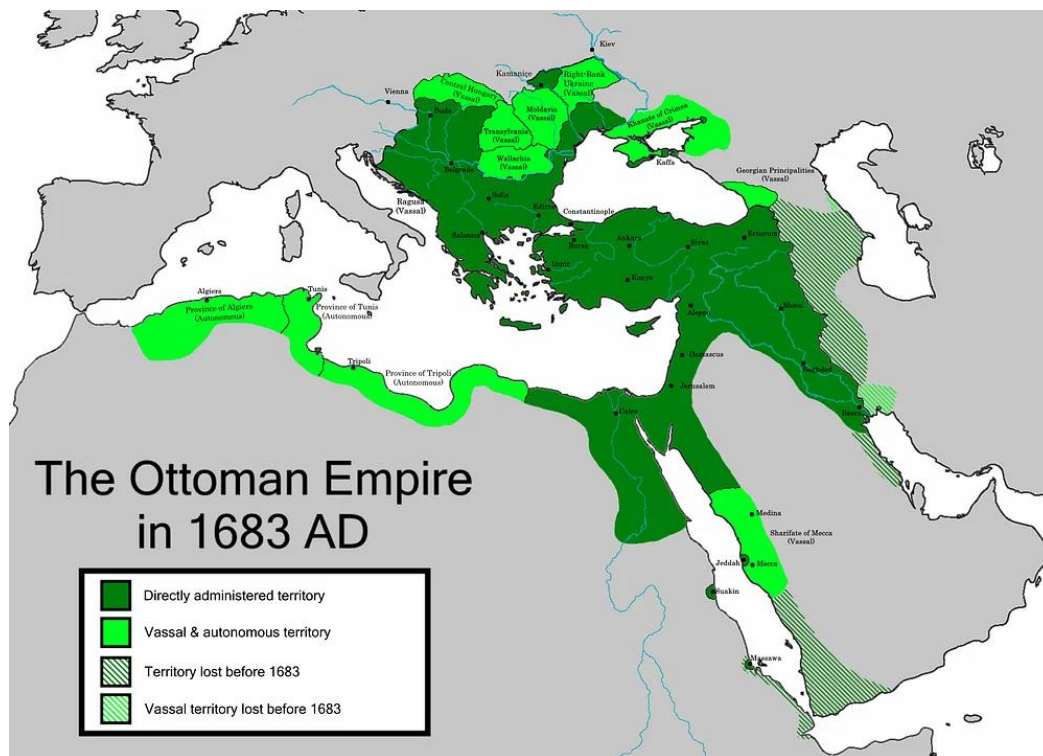 Kiev
Kamaniçe
Right-Bank
Ukraine
(Vassal)
Vienna
Central Hungary
(Vassal)
Buda
Moldavia
(Vassal)
Khanate of Crimea
(Vassal)
Transylvania
(Vassal)
Wallachia
(Vassal)
Kaffa
Belgrade
Georgian Principalities
(Vassal)
Ragusa
(Vassal)
Sofia
Edirne
Constantinople
Salonica
Bursa
Ankara
Sivas
Erzurum
Izmir
Konya
Algiers
Province of Algiers
(Autonomous)
Tunis
Province of Tunis
(Autonomous)
Aleppo
Mosul
Tripoli
Province of Tripoli
(Autonomous)
Damascus
Baghdad
Jerusalem
Basra
Cairo
The Ottoman Empire
in 1683 AD
Medina
Sharifate of Mecca
(Vassal)
Jeddah
Mecca
Suakin
Massawa
Directly administered territory
Vassal & autonomous territory
Territory lost before 1683
Vassal territory lost before 1683